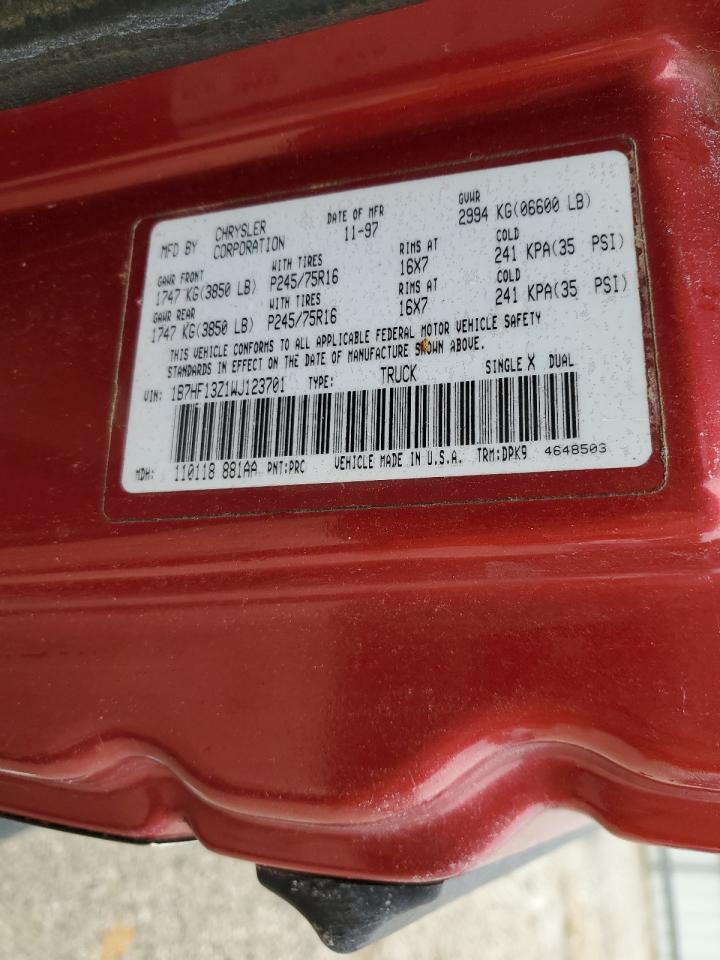 MFD BY CHRYSLER CORPORATION DATE OF MFR 11-97 GVWR 2994 KG(06600 LB)
GAWR FRONT WITH TIRES RIMS AT COLD
1747 KG(3850 LB) P245/75R16 16X7 241 KPA(35 PSI)
GAWR REAR WITH TIRES RIMS AT COLD
1747 KG(3850 LB) P245/75R16 16X7 241 KPA(35 PSI)
THIS VEHICLE CONFORMS TO ALL APPLICABLE FEDERAL MOTOR VEHICLE SAFETY
STANDARDS IN EFFECT ON THE DATE OF MANUFACTURE SHOWN ABOVE.
VIN: 1B7HF13Z1WJ123701 TYPE: TRUCK SINGLE X DUAL
MDH: 110118 881AA PNT:PRC VEHICLE MADE IN U.S.A. TRM:DPK9 4648503